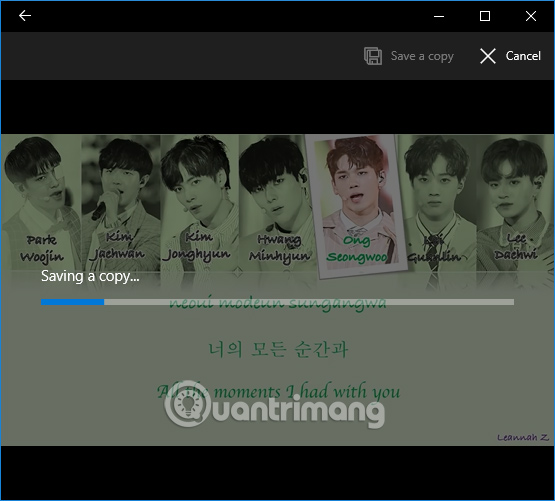 Save a copy
Cancel
Park Woojin
Kim Jaehwan
Kim Jonghyun
Hwang Minhyun
Ong Seongwoo
Guanlin
Lee Daehwi
Saving a copy...
neoui modeun sungangwa
너의 모든 순간과
All the moments I had with you
Quantrimang
Leannah Z.